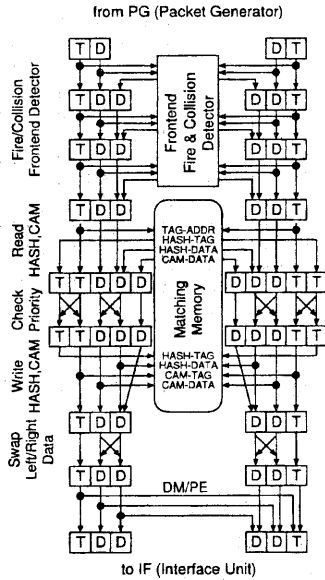 from PG (Packet Generator)
T D
D T
Fire/Collision
Frontend Detector
Frontend
Fire & Collision
Detector
T D D
D D T
T D D
D D T
T D D
D D T
Read
HASH,CAM
TAG-ADDR
HASH-TAG
HASH-DATA
CAM-DATA
T T D D D
D D D T T
Check
Priority
Matching
Memory
T T D D D
D D D T T
Write
HASH,CAM
HASH-TAG
HASH-DATA
CAM-TAG
CAM-DATA
T D D
D D T
Swap
Left/Right
Data
T D D
D D T
DM/PE
T D D
D D T
to IF (Interface Unit)